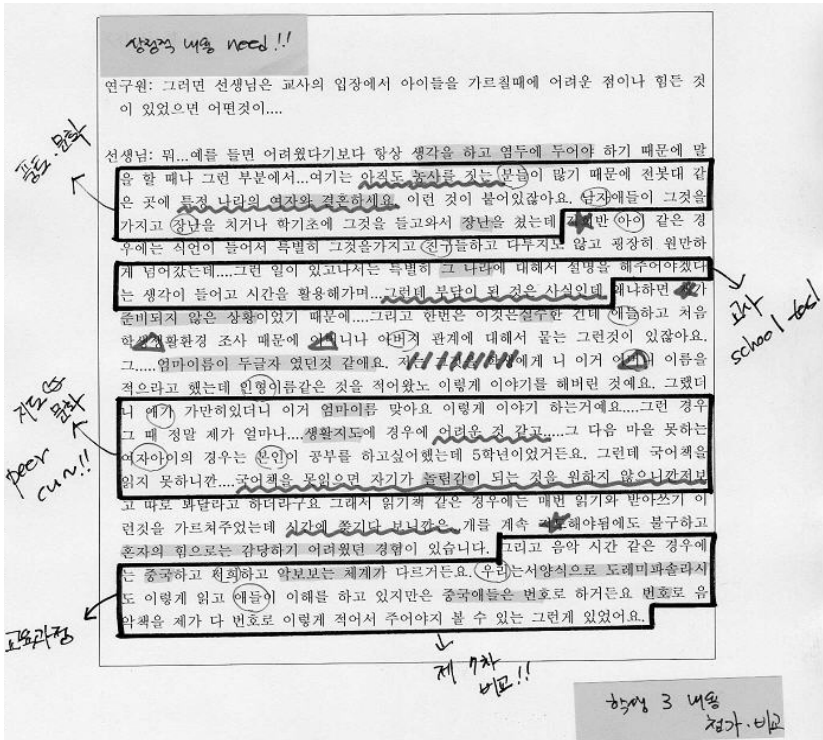 상징적 내용 need!!
연구원: 그러면 선생님은 교사의 입장에서 아이들을 가르칠때에 어려운 점이나 힘든 것
이 있었으면 어떤것이....
풍토·문화
선생님: 뭐...예를 들면 어려웠다기보다 항상 생각을 하고 염두에 두어야 하기 때문에 말
을 할 때나 그런 부분에서...여기는 아직도 농사를 짓는 분들이 많기 때문에 전봇대 같
은 곳에 특정 나라의 여자와 결혼하세요. 이런 것이 붙어있잖아요. 남자애들이 그것을
가지고 장난을 치거나 학기초에 그것을 들고와서 장난을 쳤는데 아이 같은 경
우에는 식언이 들어서 특별히 그것을가지고 친구들하고 다투지도 않고 굉장히 원만하
게 넘어갔는데....그런 일이 있고나서는 특별히 그 나라에 대해서 설명을 해주어야겠다
는 생각이 들어고 시간을 활용해가며...그런데 부담이 된 것은 사실인데 왜냐하면
준비되지 않은 상황이었기 때문에....그리고 한번은 이것은실수한 건데 애들하고 처음
학생생활환경 조사 때문에 아버지 관계에 대해서 묻는 그런것이 있잖아요.
그.....엄마이름이 두글자 였던것 같애요. 에게 니 이거 이름을
적으라고 했는데 인형이름같은 것을 적어왔노 이렇게 이야기를 해버린 것예요. 그랬더
니 얘가 가만히있더니 이거 엄마이름 맞아요 이렇게 이야기 하는거예요....그런 경우
그 때 정말 제가 얼마나....생활지도에 경우에 어려운 것 같고.....그 다음 마을 못하는
여자아이의 경우는 본인이 공부를 하고싶어했는데 5학년이었거든요. 그런데 국어책을
읽지 못하니깐....국어책을 못읽으면 자기가 놀림감이 되는 것을 원하지 않으니깐저보
고 따로 봐달라고 하더라구요 그래서 읽기책 같은 경우에는 매번 읽기와 받아쓰기 이
런것을 가르쳐주었는데 시간에 쫓기다 보니깐은 개를 계속 해야됨에도 불구하고
혼자의 힘으로는 감당하기 어려웠던 경험이 있습니다. 그리고 음악 시간 같은 경우에
는 중국하고 저희하고 악보보는 체계가 다르거든요. 우리는서양식으로 도레미파솔라시
도 이렇게 읽고 애들이 이해를 하고 있지만은 중국애들은 번호로 하거든요 번호로 음
악책을 제가 다 번호로 이렇게 적어서 주어야지 볼 수 있는 그런게 있었어요.
교사
school
문화
peer
교육과정
제 7차
비교!!
학생 3 내용
첨가·비교